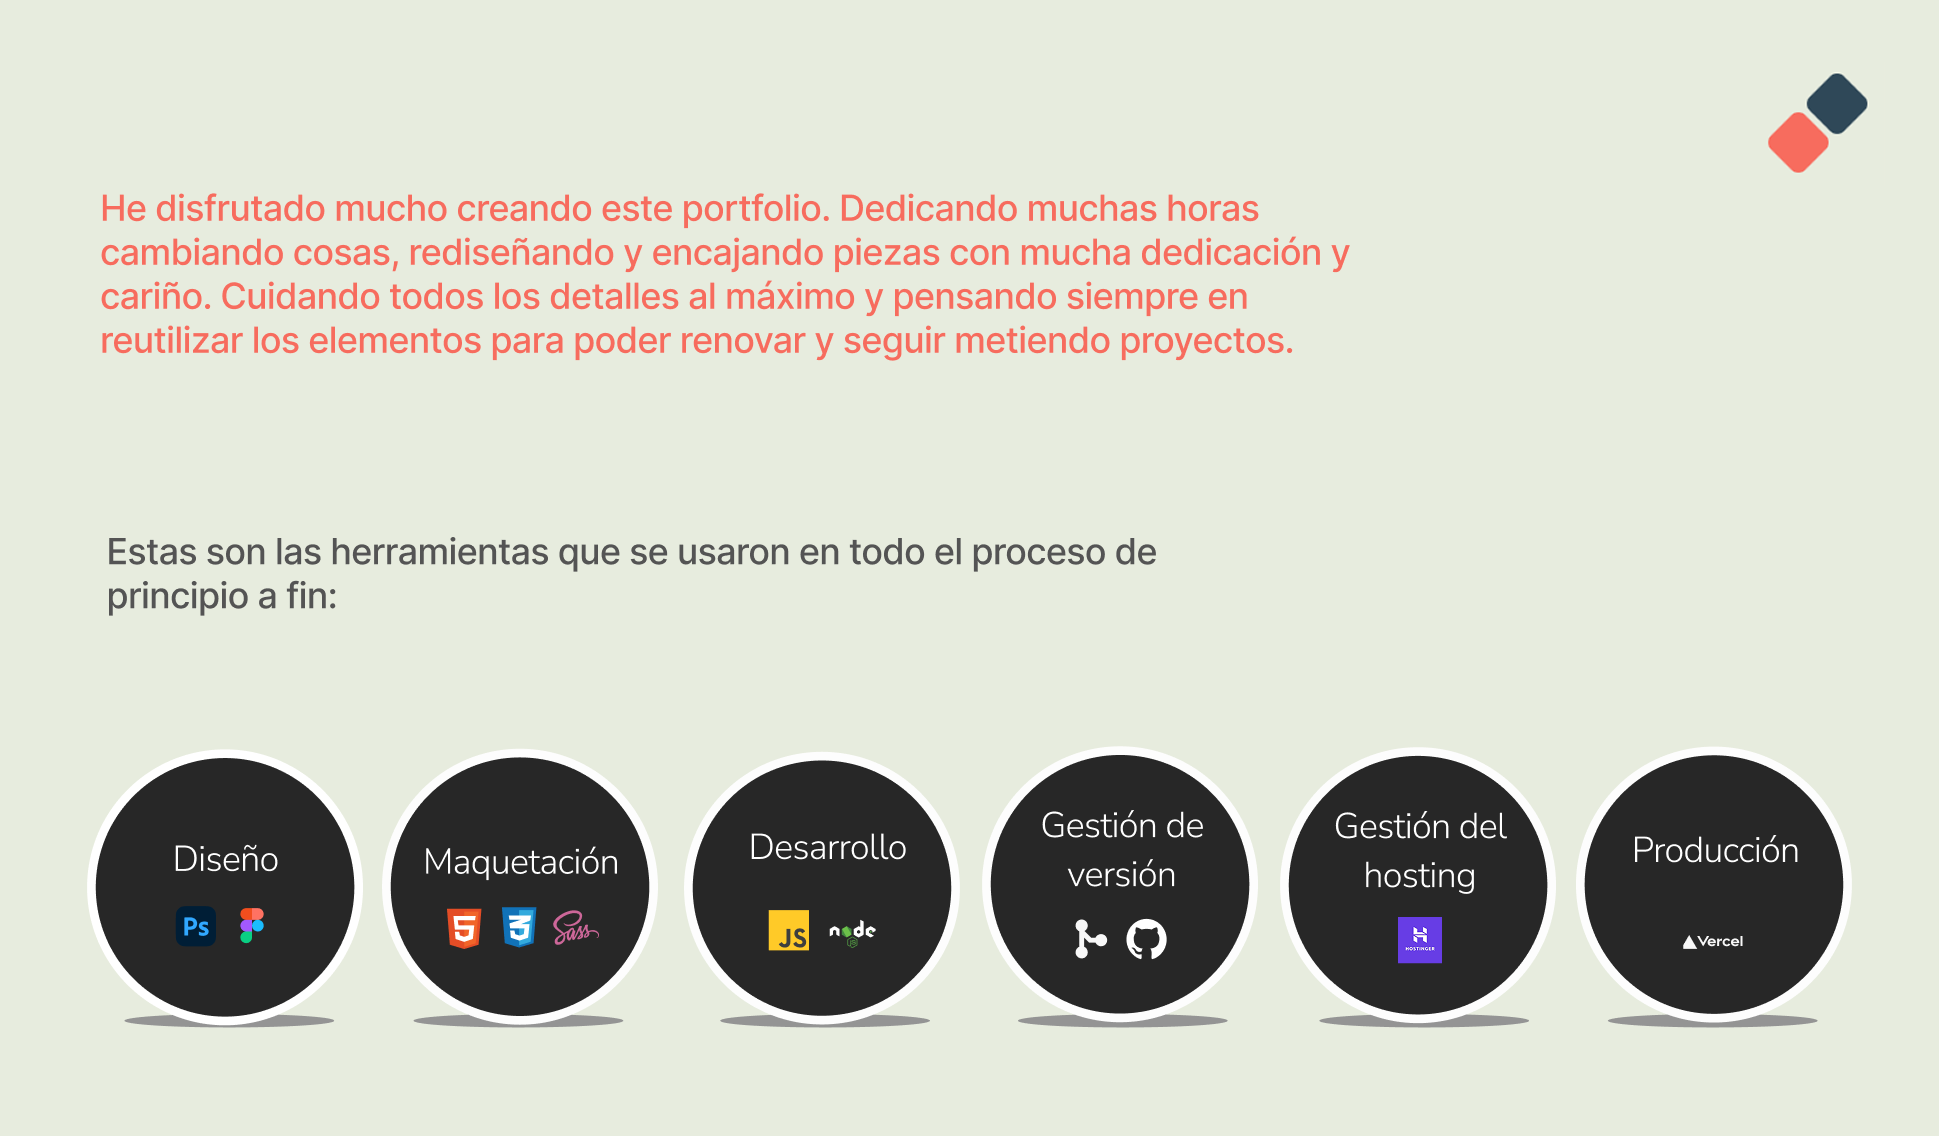 He disfrutado mucho creando este portfolio. Dedicando muchas horas
cambiando cosas, rediseñando y encajando piezas con mucha dedicación y
cariño. Cuidando todos los detalles al máximo y pensando siempre en
reutilizar los elementos para poder renovar y seguir metiendo proyectos.
Estas son las herramientas que se usaron en todo el proceso de
principio a fin:
Diseño
Ps
Maquetación
5
3
Sass
Desarrollo
JS
node
JS
Gestión de
versión
Gestión del
hosting
H
HOSTINGER
Producción
Vercel